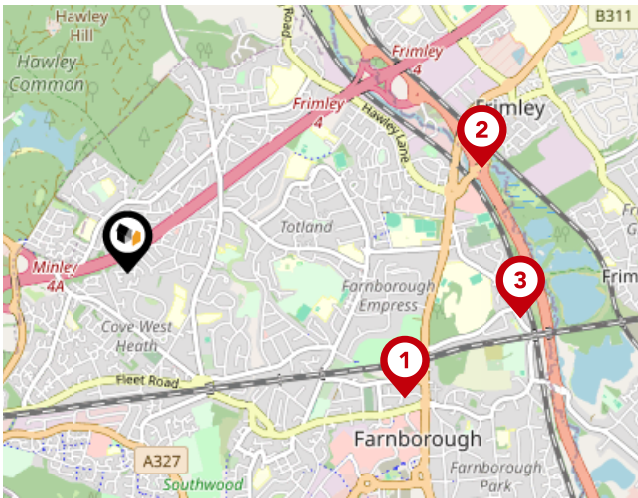 Hawley
Hill
Road
B311
Hawley
Common
Frimley
4
Frimley
4
Hawley Lane
Frimley
2
Totland
Minley
4A
Farnborough
Empress
3
Frim
Cove West
Heath
1
Fleet Road
Farnborough
A327
Southwood
Farnborough
Park